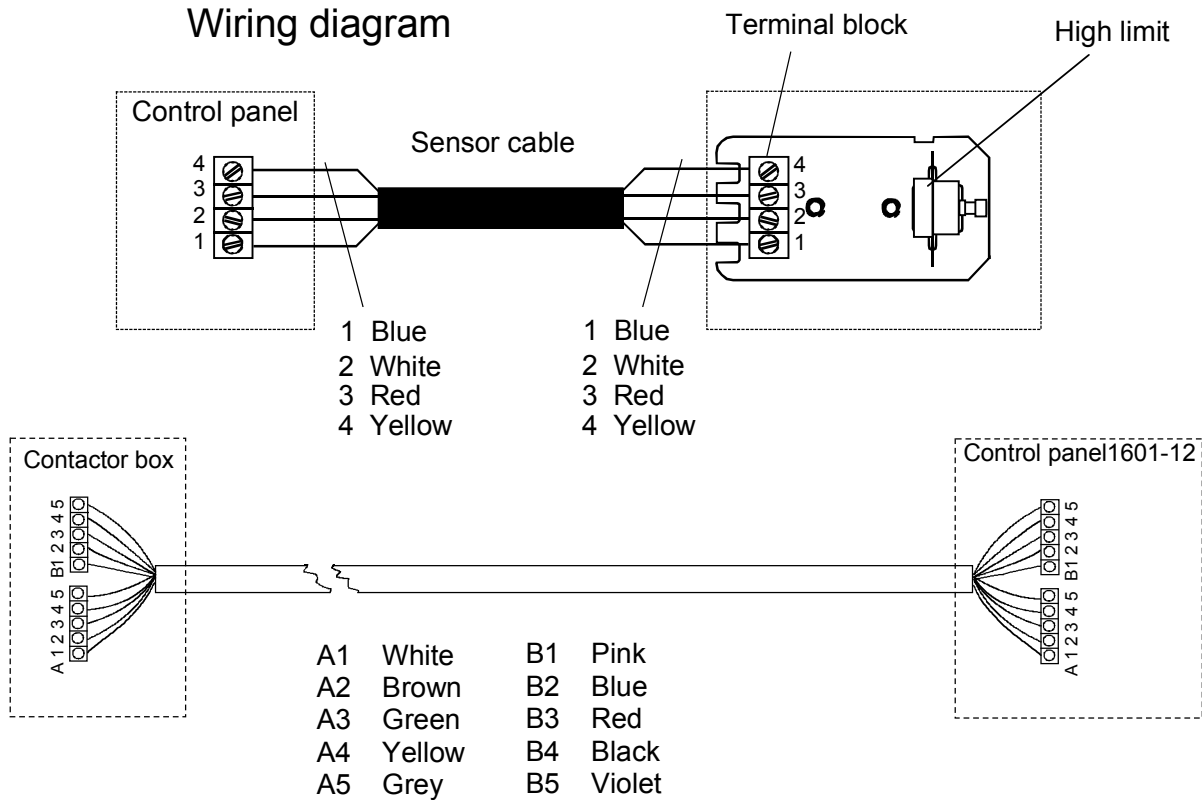 Wiring diagram
Terminal block
High limit
Control panel
Sensor cable
4
3
2
1
4
3
2
1
1 Blue
2 White
3 Red
4 Yellow
1 Blue
2 White
3 Red
4 Yellow
Contactor box
Control panel1601-12
B1 2 3 4 5
A 1 2 3 4 5
B1 2 3 4 5
A 1 2 3 4 5
A1 White B1 Pink
A2 Brown B2 Blue
A3 Green B3 Red
A4 Yellow B4 Black
A5 Grey B5 Violet